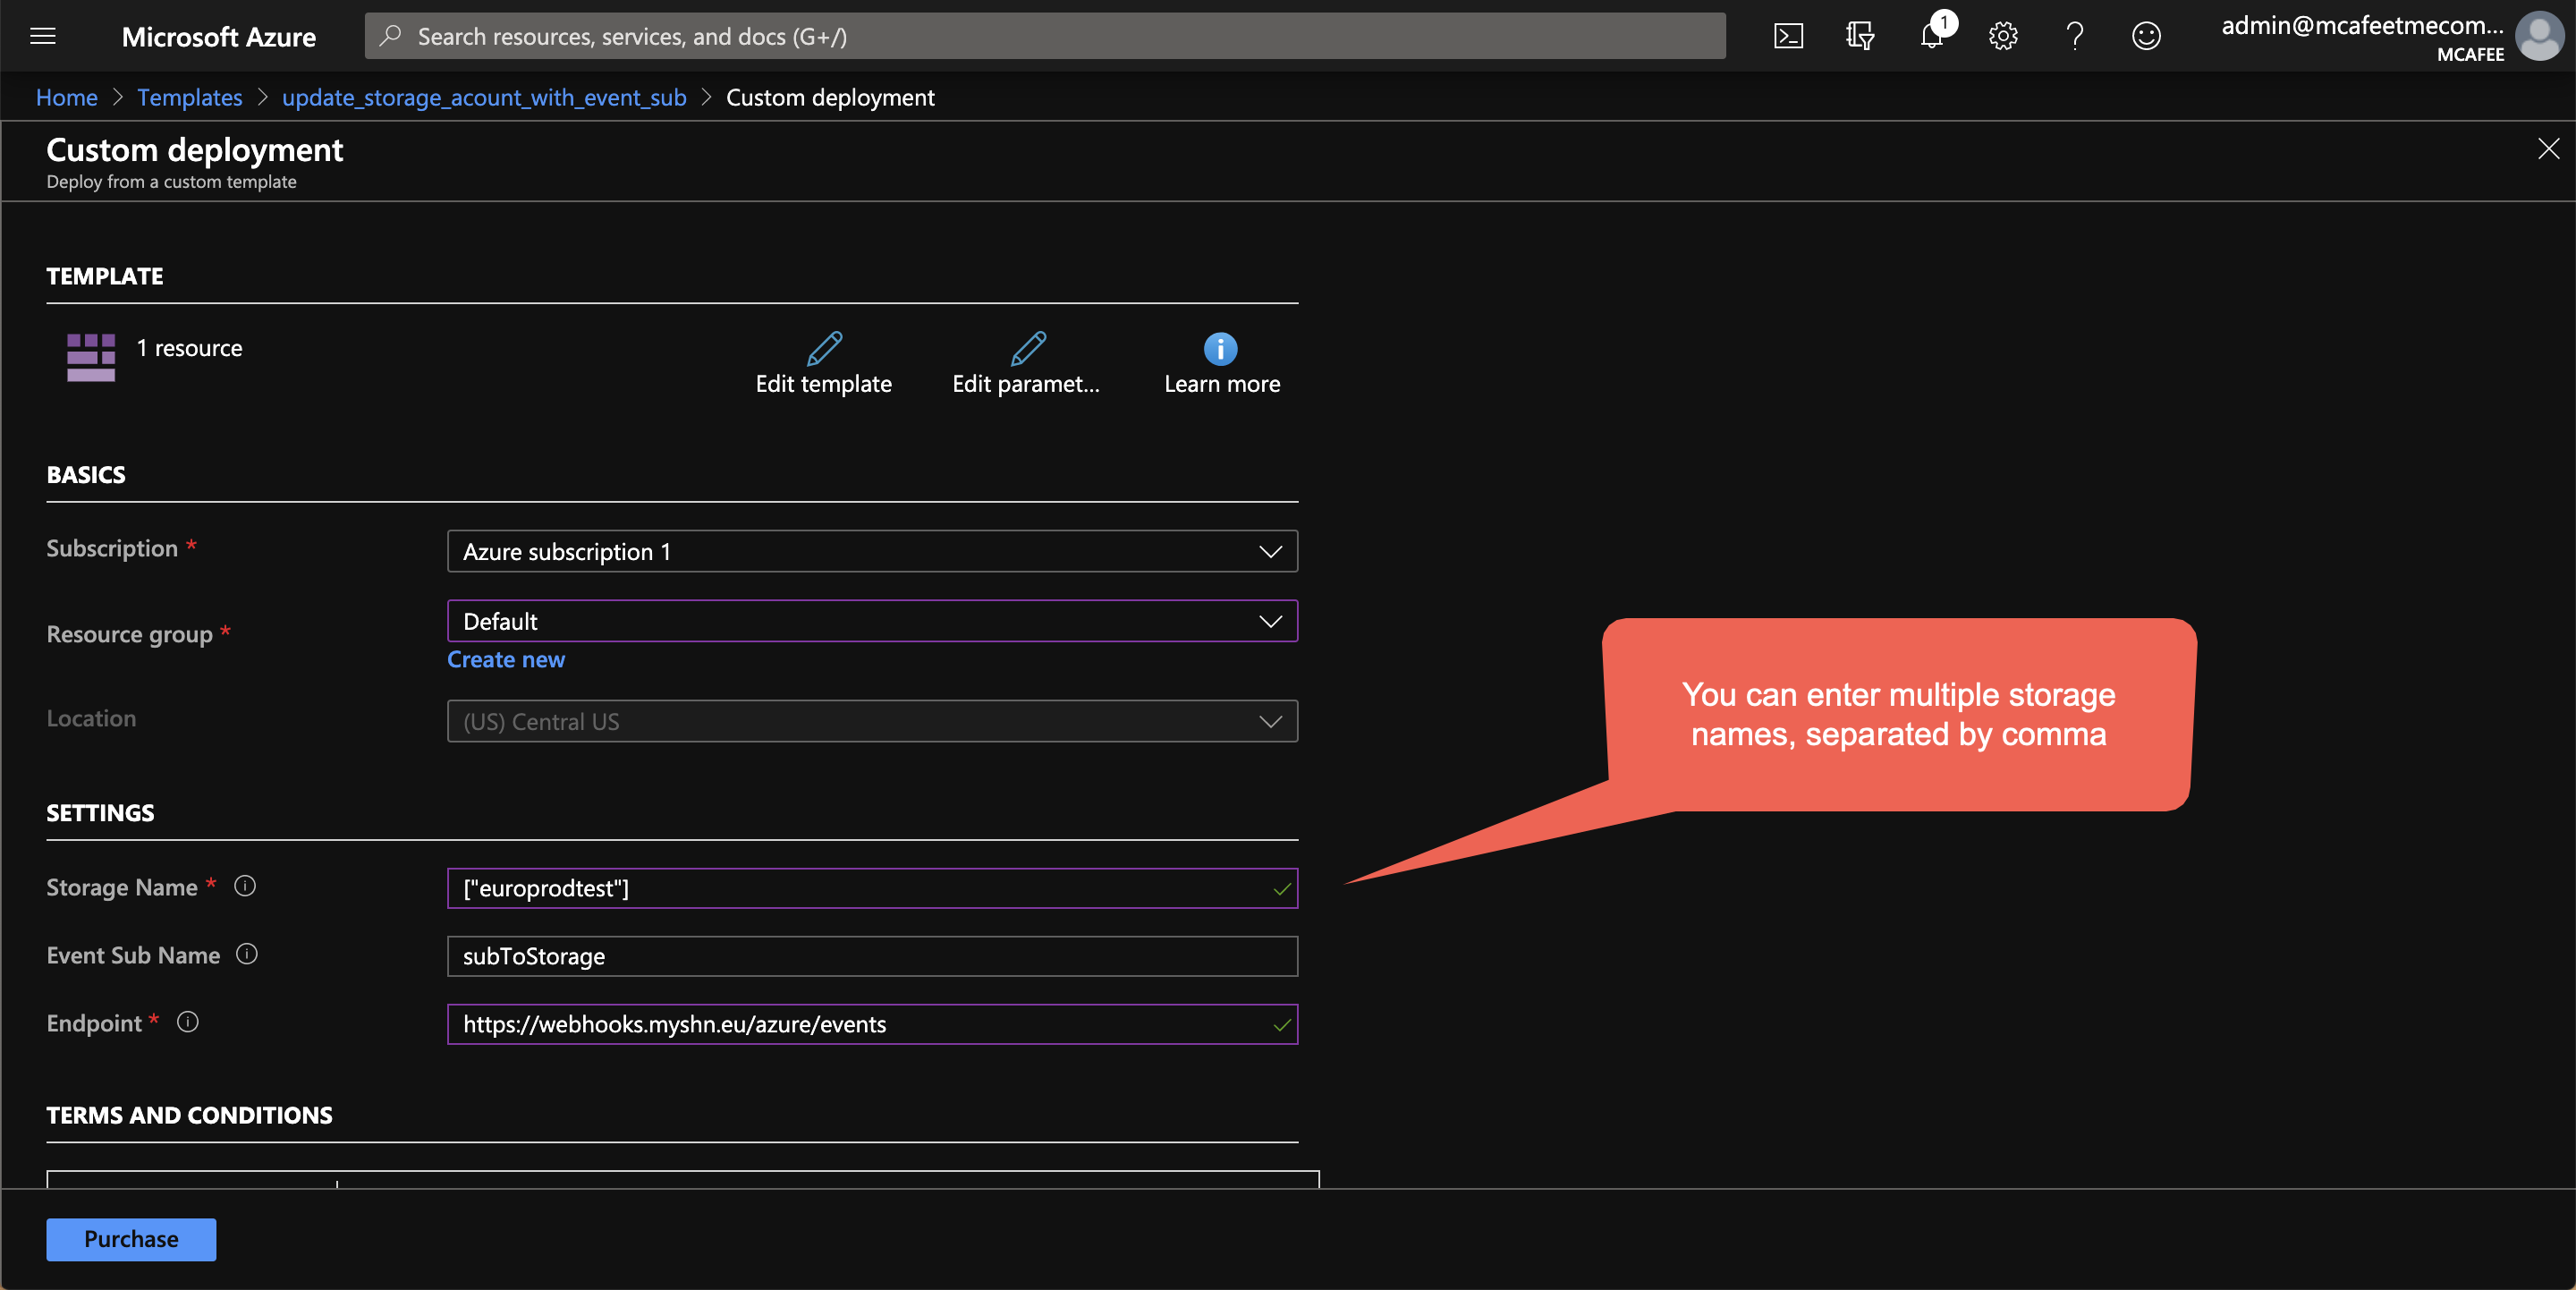 Microsoft Azure
Search resources, services, and docs (G+/)
1
admin@mcafeetmecom...
MCAFEE
Home > Templates > update_storage_acount_with_event_sub > Custom deployment
Custom deployment
Deploy from a custom template
TEMPLATE
1 resource
Edit template
Edit paramet...
Learn more
BASICS
Subscription *
Azure subscription 1
Resource group *
Default
Create new
Location
(US) Central US
You can enter multiple storage
names, separated by comma
SETTINGS
Storage Name *
["europrodtest"]
Event Sub Name
subToStorage
Endpoint *
https://webhooks.myshn.eu/azure/events
TERMS AND CONDITIONS
Purchase